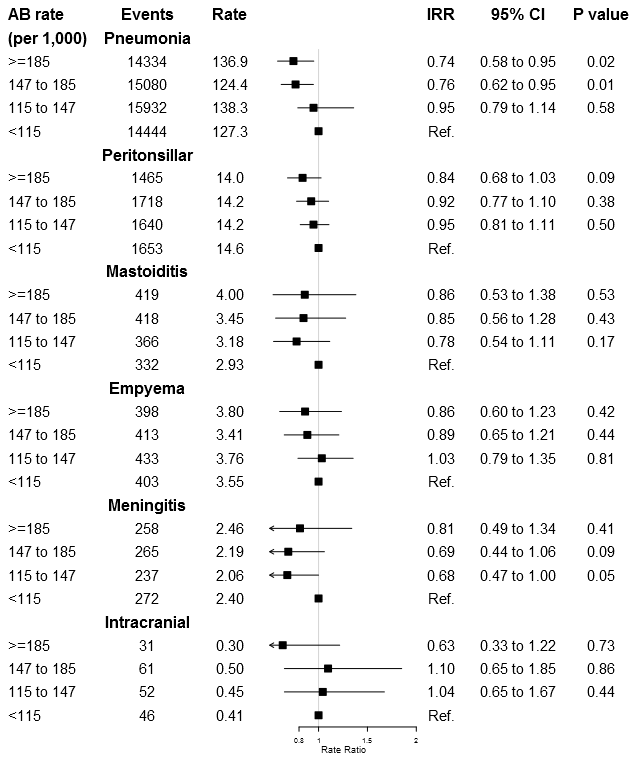 AB rate Events Rate IRR 95% CI P value
(per 1,000) Pneumonia
>=185 14334 136.9 0.74 0.58 to 0.95 0.02
147 to 185 15080 124.4 0.76 0.62 to 0.95 0.01
115 to 147 15932 138.3 0.95 0.79 to 1.14 0.58
<115 14444 127.3 Ref.
Peritonsillar
>=185 1465 14.0 0.84 0.68 to 1.03 0.09
147 to 185 1718 14.2 0.92 0.77 to 1.10 0.38
115 to 147 1640 14.2 0.95 0.81 to 1.11 0.50
<115 1653 14.6 Ref.
Mastoiditis
>=185 419 4.00 0.86 0.53 to 1.38 0.53
147 to 185 418 3.45 0.85 0.56 to 1.28 0.43
115 to 147 366 3.18 0.78 0.54 to 1.11 0.17
<115 332 2.93 Ref.
Empyema
>=185 398 3.80 0.86 0.60 to 1.23 0.42
147 to 185 413 3.41 0.89 0.65 to 1.21 0.44
115 to 147 433 3.76 1.03 0.79 to 1.35 0.81
<115 403 3.55 Ref.
Meningitis
>=185 258 2.46 0.81 0.49 to 1.34 0.41
147 to 185 265 2.19 0.69 0.44 to 1.06 0.09
115 to 147 237 2.06 0.68 0.47 to 1.00 0.05
<115 272 2.40 Ref.
Intracranial
>=185 31 0.30 0.63 0.33 to 1.22 0.73
147 to 185 61 0.50 1.10 0.65 to 1.85 0.86
115 to 147 52 0.45 1.04 0.65 to 1.67 0.44
<115 46 0.41 Ref.
0.8 1 1.5 2
Rate Ratio